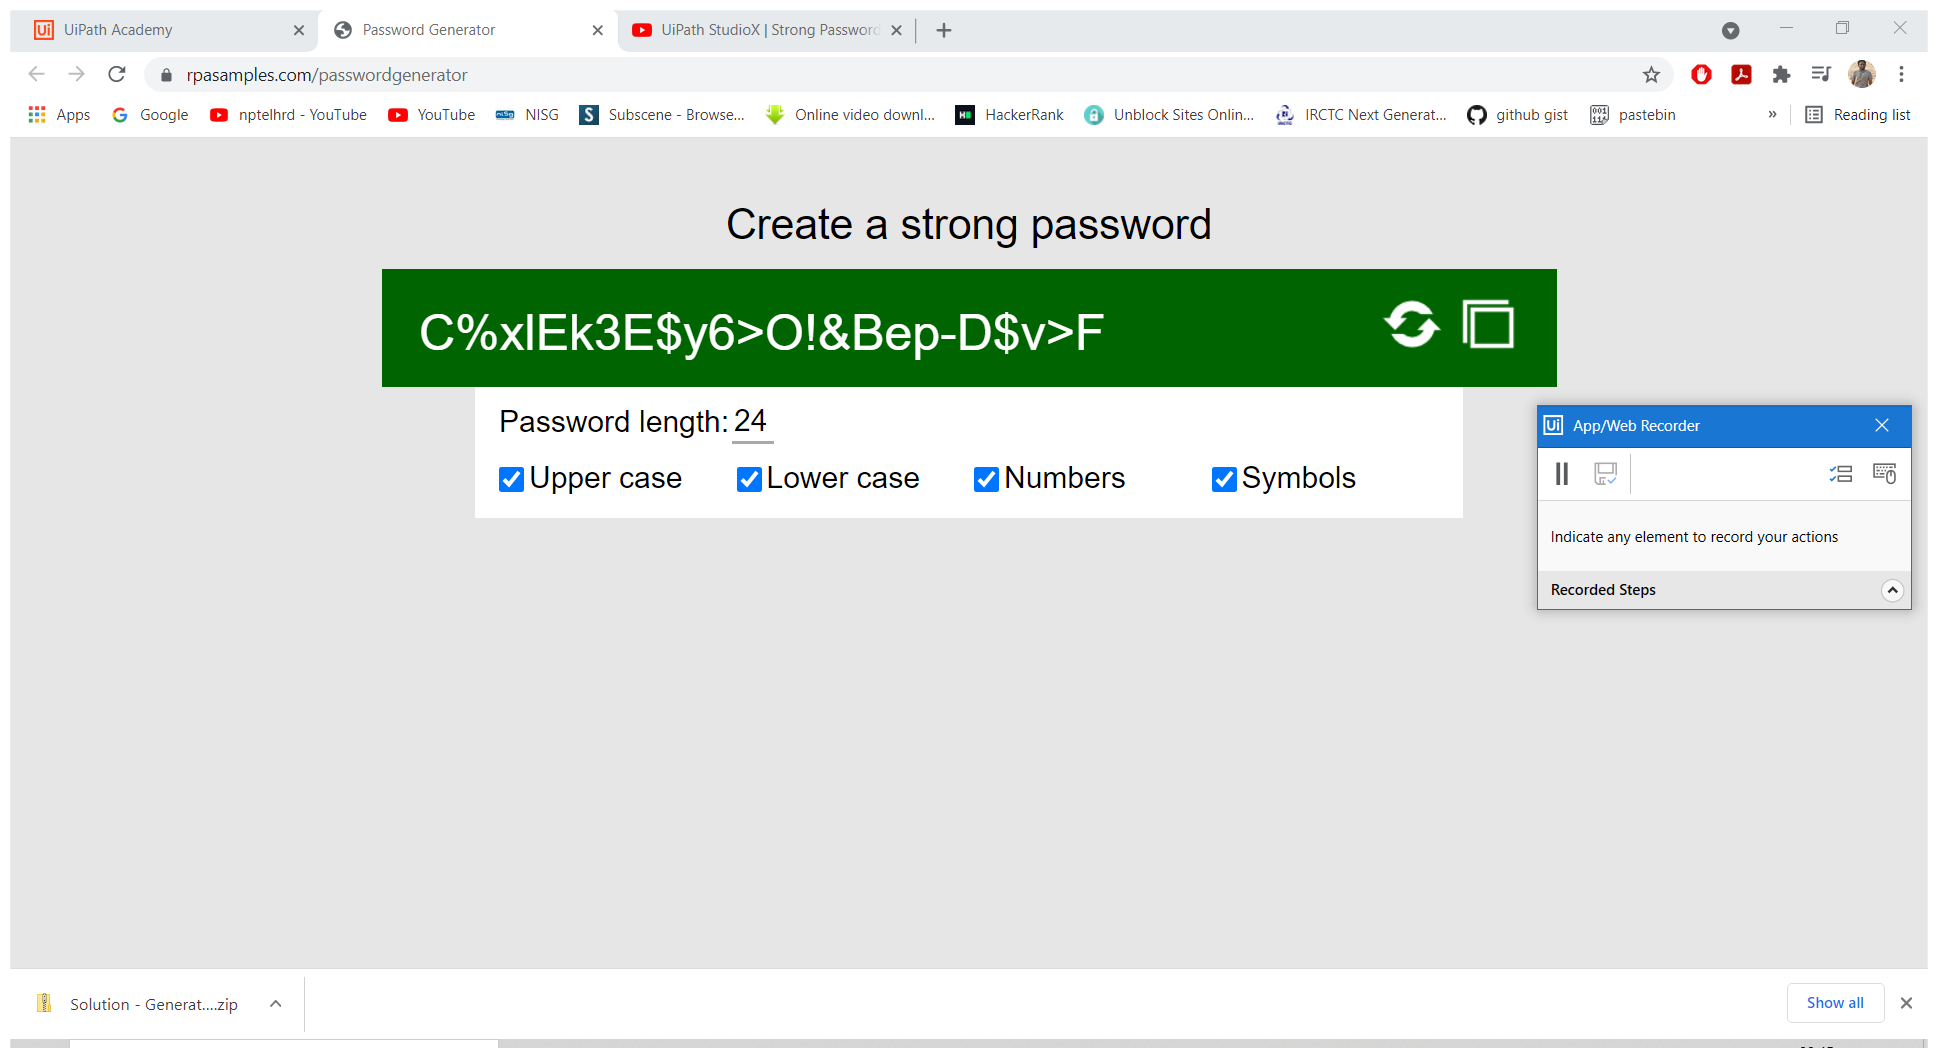 UiPath Academy
Password Generator
UiPath StudioX | Strong Password
rpasamples.com/passwordgenerator
Apps
Google
nptelhrd - YouTube
YouTube
NISG
Subscene - Browse...
Online video downl...
HackerRank
Unblock Sites Onlin...
IRCTC Next Generat...
github gist
pastebin
»
Reading list
Create a strong password
C%xlEk3E$y6>O!&Bep-D$v>F
Password length: 24
Upper case
Lower case
Numbers
Symbols
App/Web Recorder
Indicate any element to record your actions
Recorded Steps
Solution - Generat....zip
Show all